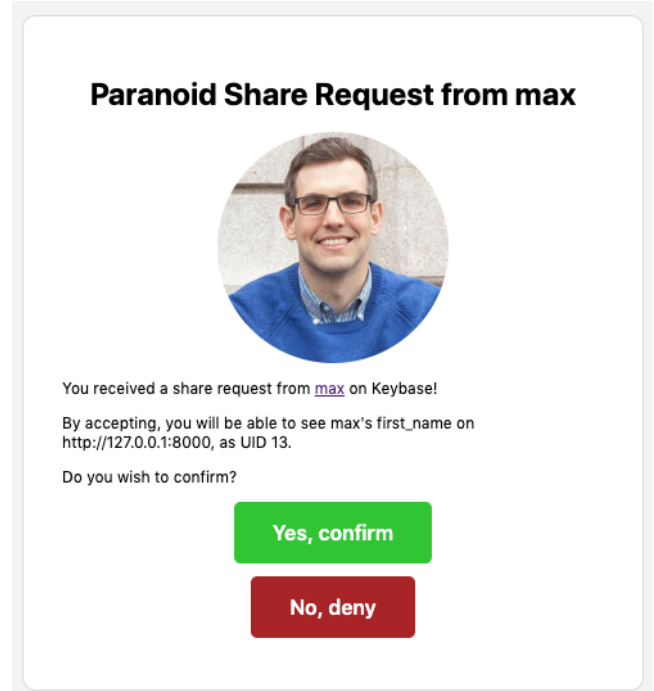 Paranoid Share Request from max
You received a share request from max on Keybase!
By accepting, you will be able to see max's first_name on
http://127.0.0.1:8000, as UID 13.
Do you wish to confirm?
Yes, confirm
No, deny